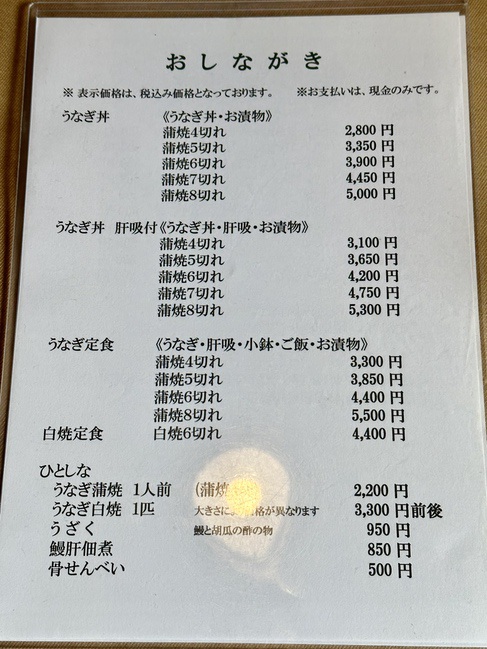 おしながき
※ 表示価格は、税込み価格となっております。 ※お支払いは、現金のみです。
うなぎ丼 《うなぎ丼・お漬物》
蒲焼4切れ 2,800 円
蒲焼5切れ 3,350 円
蒲焼6切れ 3,900 円
蒲焼7切れ 4,450 円
蒲焼8切れ 5,000 円
うなぎ丼 肝吸付《うなぎ丼・肝吸・お漬物》
蒲焼4切れ 3,100 円
蒲焼5切れ 3,650 円
蒲焼6切れ 4,200 円
蒲焼7切れ 4,750 円
蒲焼8切れ 5,300 円
うなぎ定食 《うなぎ・肝吸・小鉢・ご飯・お漬物》
蒲焼4切れ 3,300 円
蒲焼5切れ 3,850 円
蒲焼6切れ 4,400 円
蒲焼8切れ 5,500 円
白焼定食 白焼6切れ 4,400 円
ひとしな
うなぎ蒲焼 1人前 (蒲焼 2,200 円
うなぎ白焼 1匹 大きさに 格が異なります 3,300 円前後
うざく 鰻と胡瓜の酢の物 950 円
鰻肝佃煮 850 円
骨せんべい 500 円